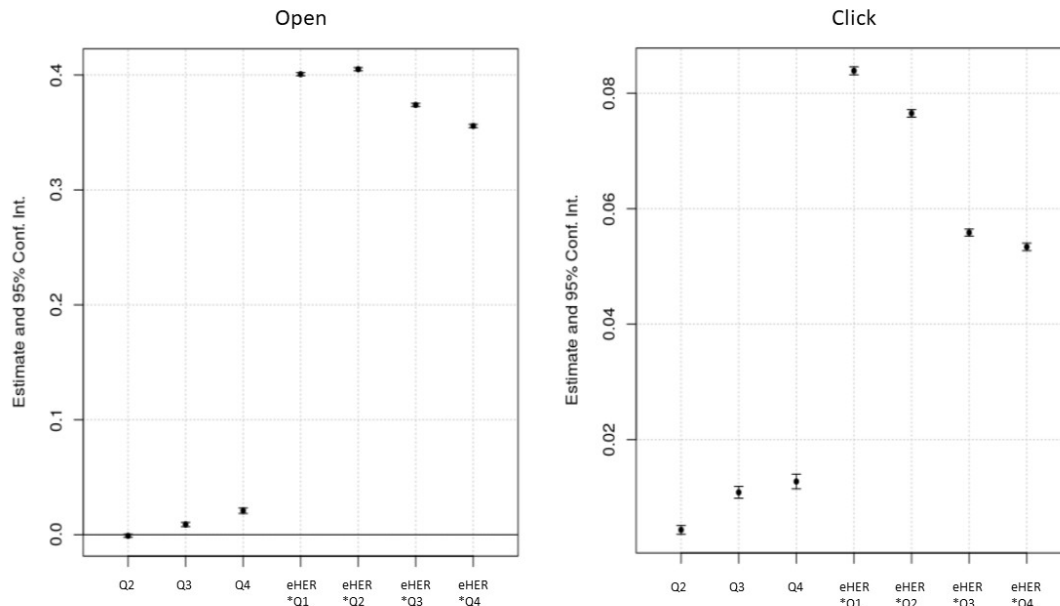 Open
Click
Estimate and 95% Conf. Int.
0.4
0.3
0.2
0.1
0.0
Q2 Q3 Q4 eHER eHER eHER eHER
*Q1 *Q2 *Q3 *Q4
Estimate and 95% Conf. Int.
0.08
0.06
0.04
0.02
Q2 Q3 Q4 eHER eHER eHER eHER
*Q1 *Q2 *Q3 *Q4